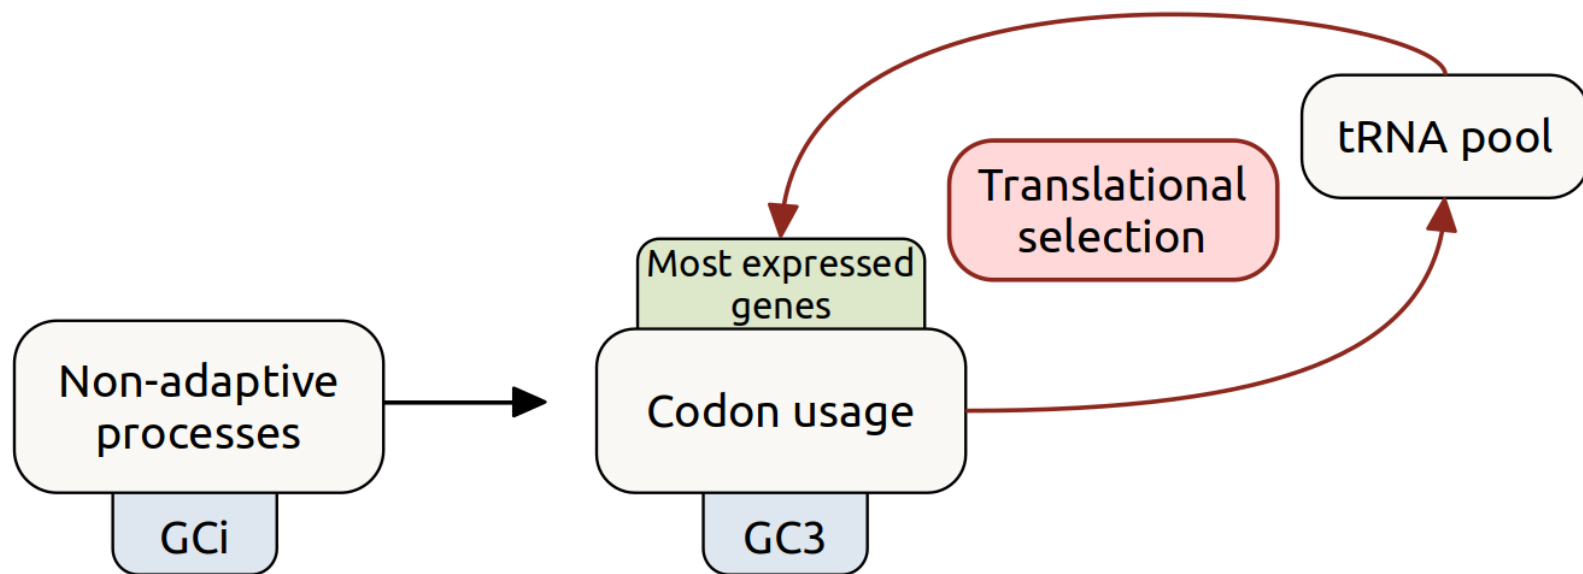 tRNA pool
Translational
selection
Most expressed
genes
Non-adaptive
processes
Codon usage
GCi
GC3